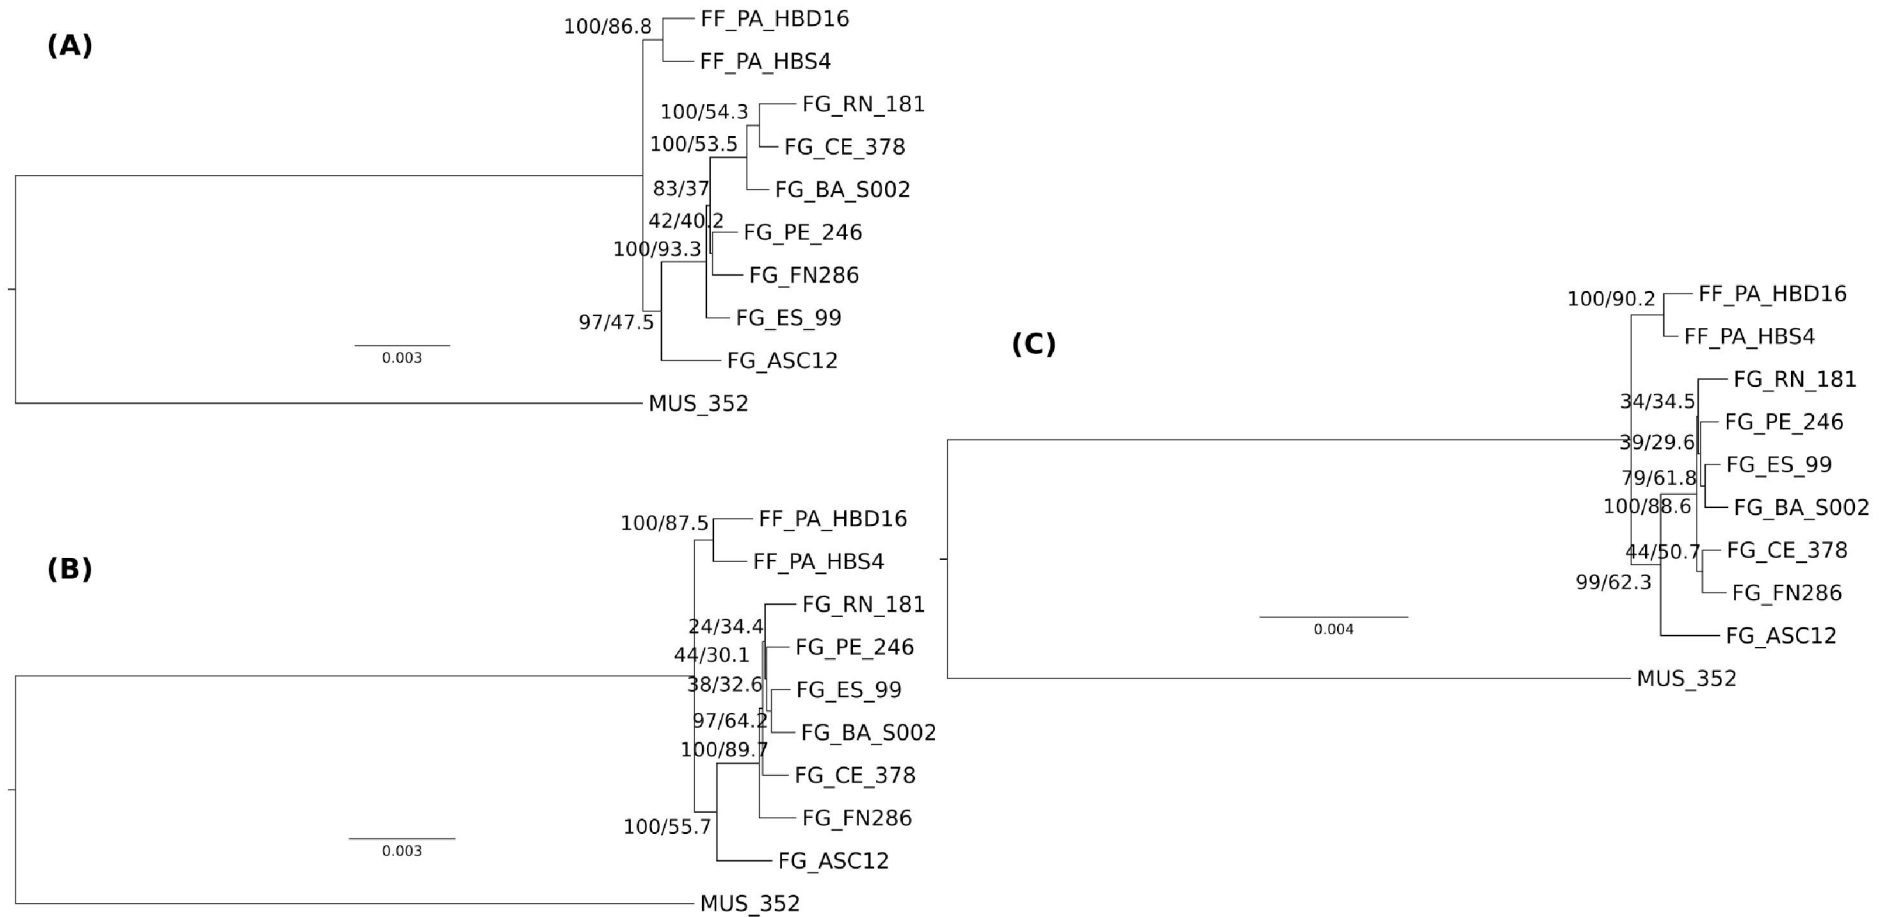 (A)
100/86.8
FF_PA_HBD16
FF_PA_HBS4
100/54.3
FG_RN_181
100/53.5
FG_CE_378
83/37
FG_BA_S002
42/40.2
FG_PE_246
100/93.3
FG_FN286
97/47.5
FG_ES_99
0.003
FG_ASC12
MUS_352
(B)
100/87.5
FF_PA_HBD16
FF_PA_HBS4
FG_RN_181
24/34.4
FG_PE_246
44/30.1
38/32.6
FG_ES_99
97/64.2
FG_BA_S002
100/89.7
FG_CE_378
FG_FN286
100/55.7
0.003
FG_ASC12
MUS_352
(C)
100/90.2
FF_PA_HBD16
FF_PA_HBS4
FG_RN_181
34/34.5
FG_PE_246
39/29.6
FG_ES_99
79/61.8
100/88.6
FG_BA_S002
44/50.7
FG_CE_378
99/62.3
FG_FN286
0.004
FG_ASC12
MUS_352